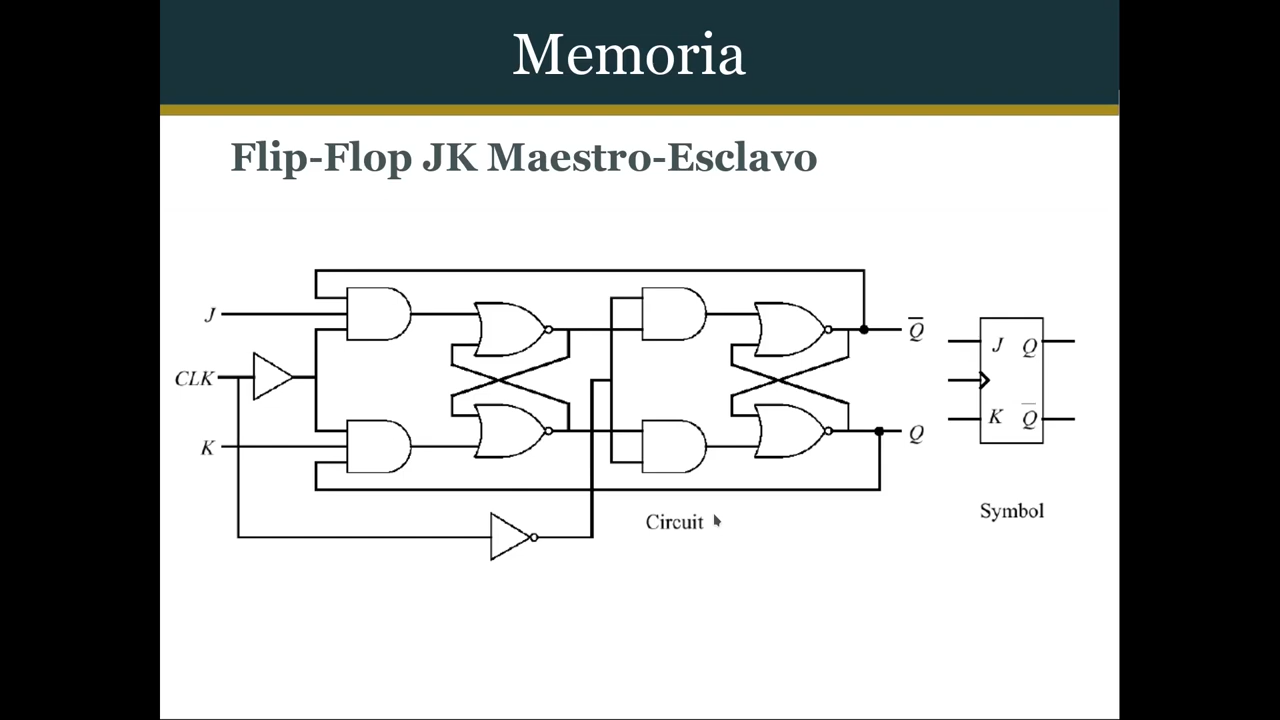 Memoria
Flip-Flop JK Maestro-Esclavo
J
CLK
K
Q̅
Q
Circuit
J Q
K Q̅
Symbol